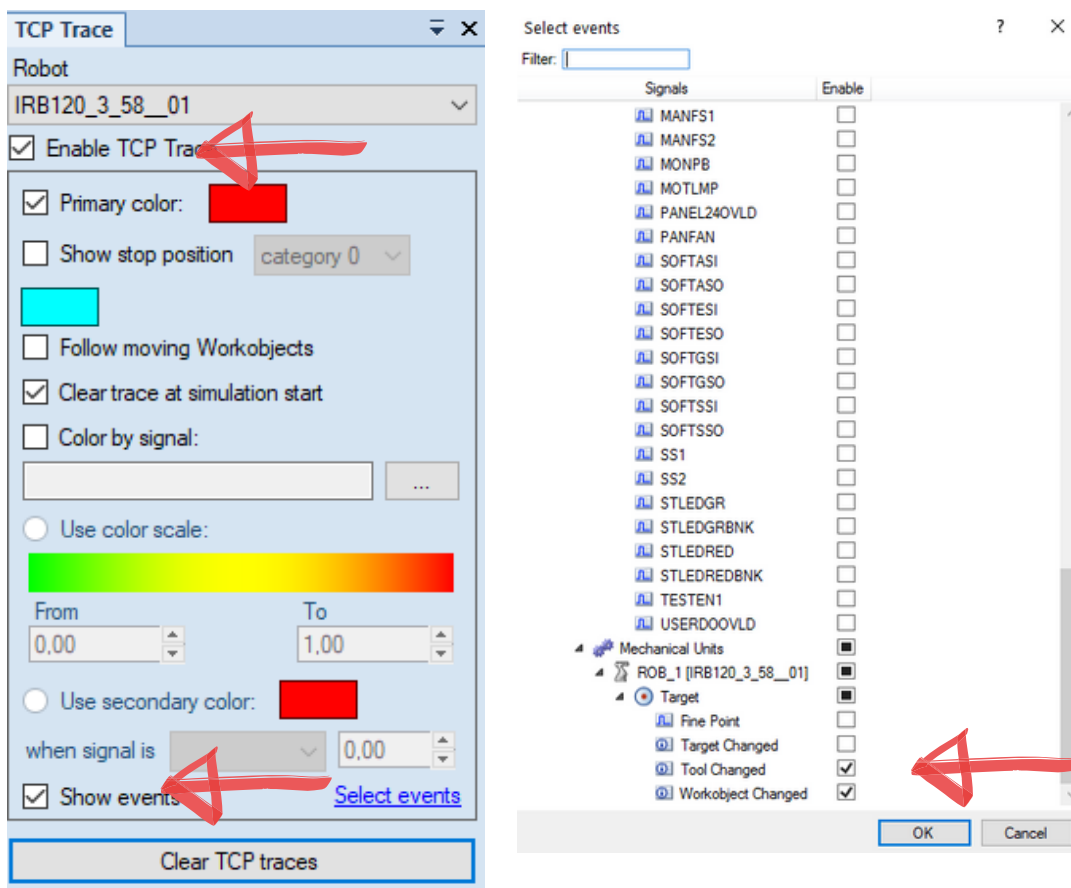 TCP Trace
Robot
IRB120_3_58__01
Enable TCP Trace
Primary color:
Show stop position category 0
Follow moving Workobjects
Clear trace at simulation start
Color by signal:
...
Use color scale:
From To
0,00 1,00
Use secondary color:
when signal is 0,00
Show events Select events
Clear TCP traces
Select events ?
Filter:
Signals Enable
MANFS1
MANFS2
MONPB
MOTLMP
PANEL24OVLD
PANFAN
SOFTASI
SOFTASO
SOFTESI
SOFTESO
SOFTGSI
SOFTGSO
SOFTSSI
SOFTSSO
SS1
SS2
STLEDGR
STLEDGRBNK
STLEDRED
STLEDREDBNK
TESTEN1
USERDOOVLD
Mechanical Units
ROB_1 [IRB120_3_58__01]
Target
Fine Point
Target Changed
Tool Changed
Workobject Changed
OK Cancel